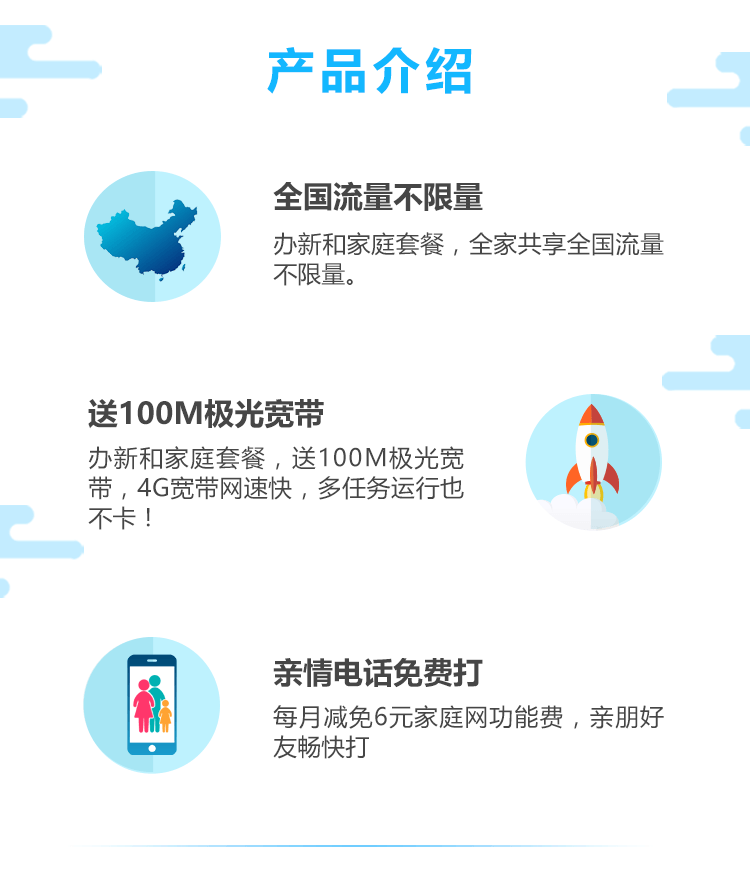 产品介绍
全国流量不限量
办新和家庭套餐，全家共享全国流量
不限量。
送100M极光宽带
办新和家庭套餐，送100M极光宽
带，4G宽带网速快，多任务运行也
不卡！
亲情电话免费打
每月减免6元家庭网功能费，亲朋好
友畅快打